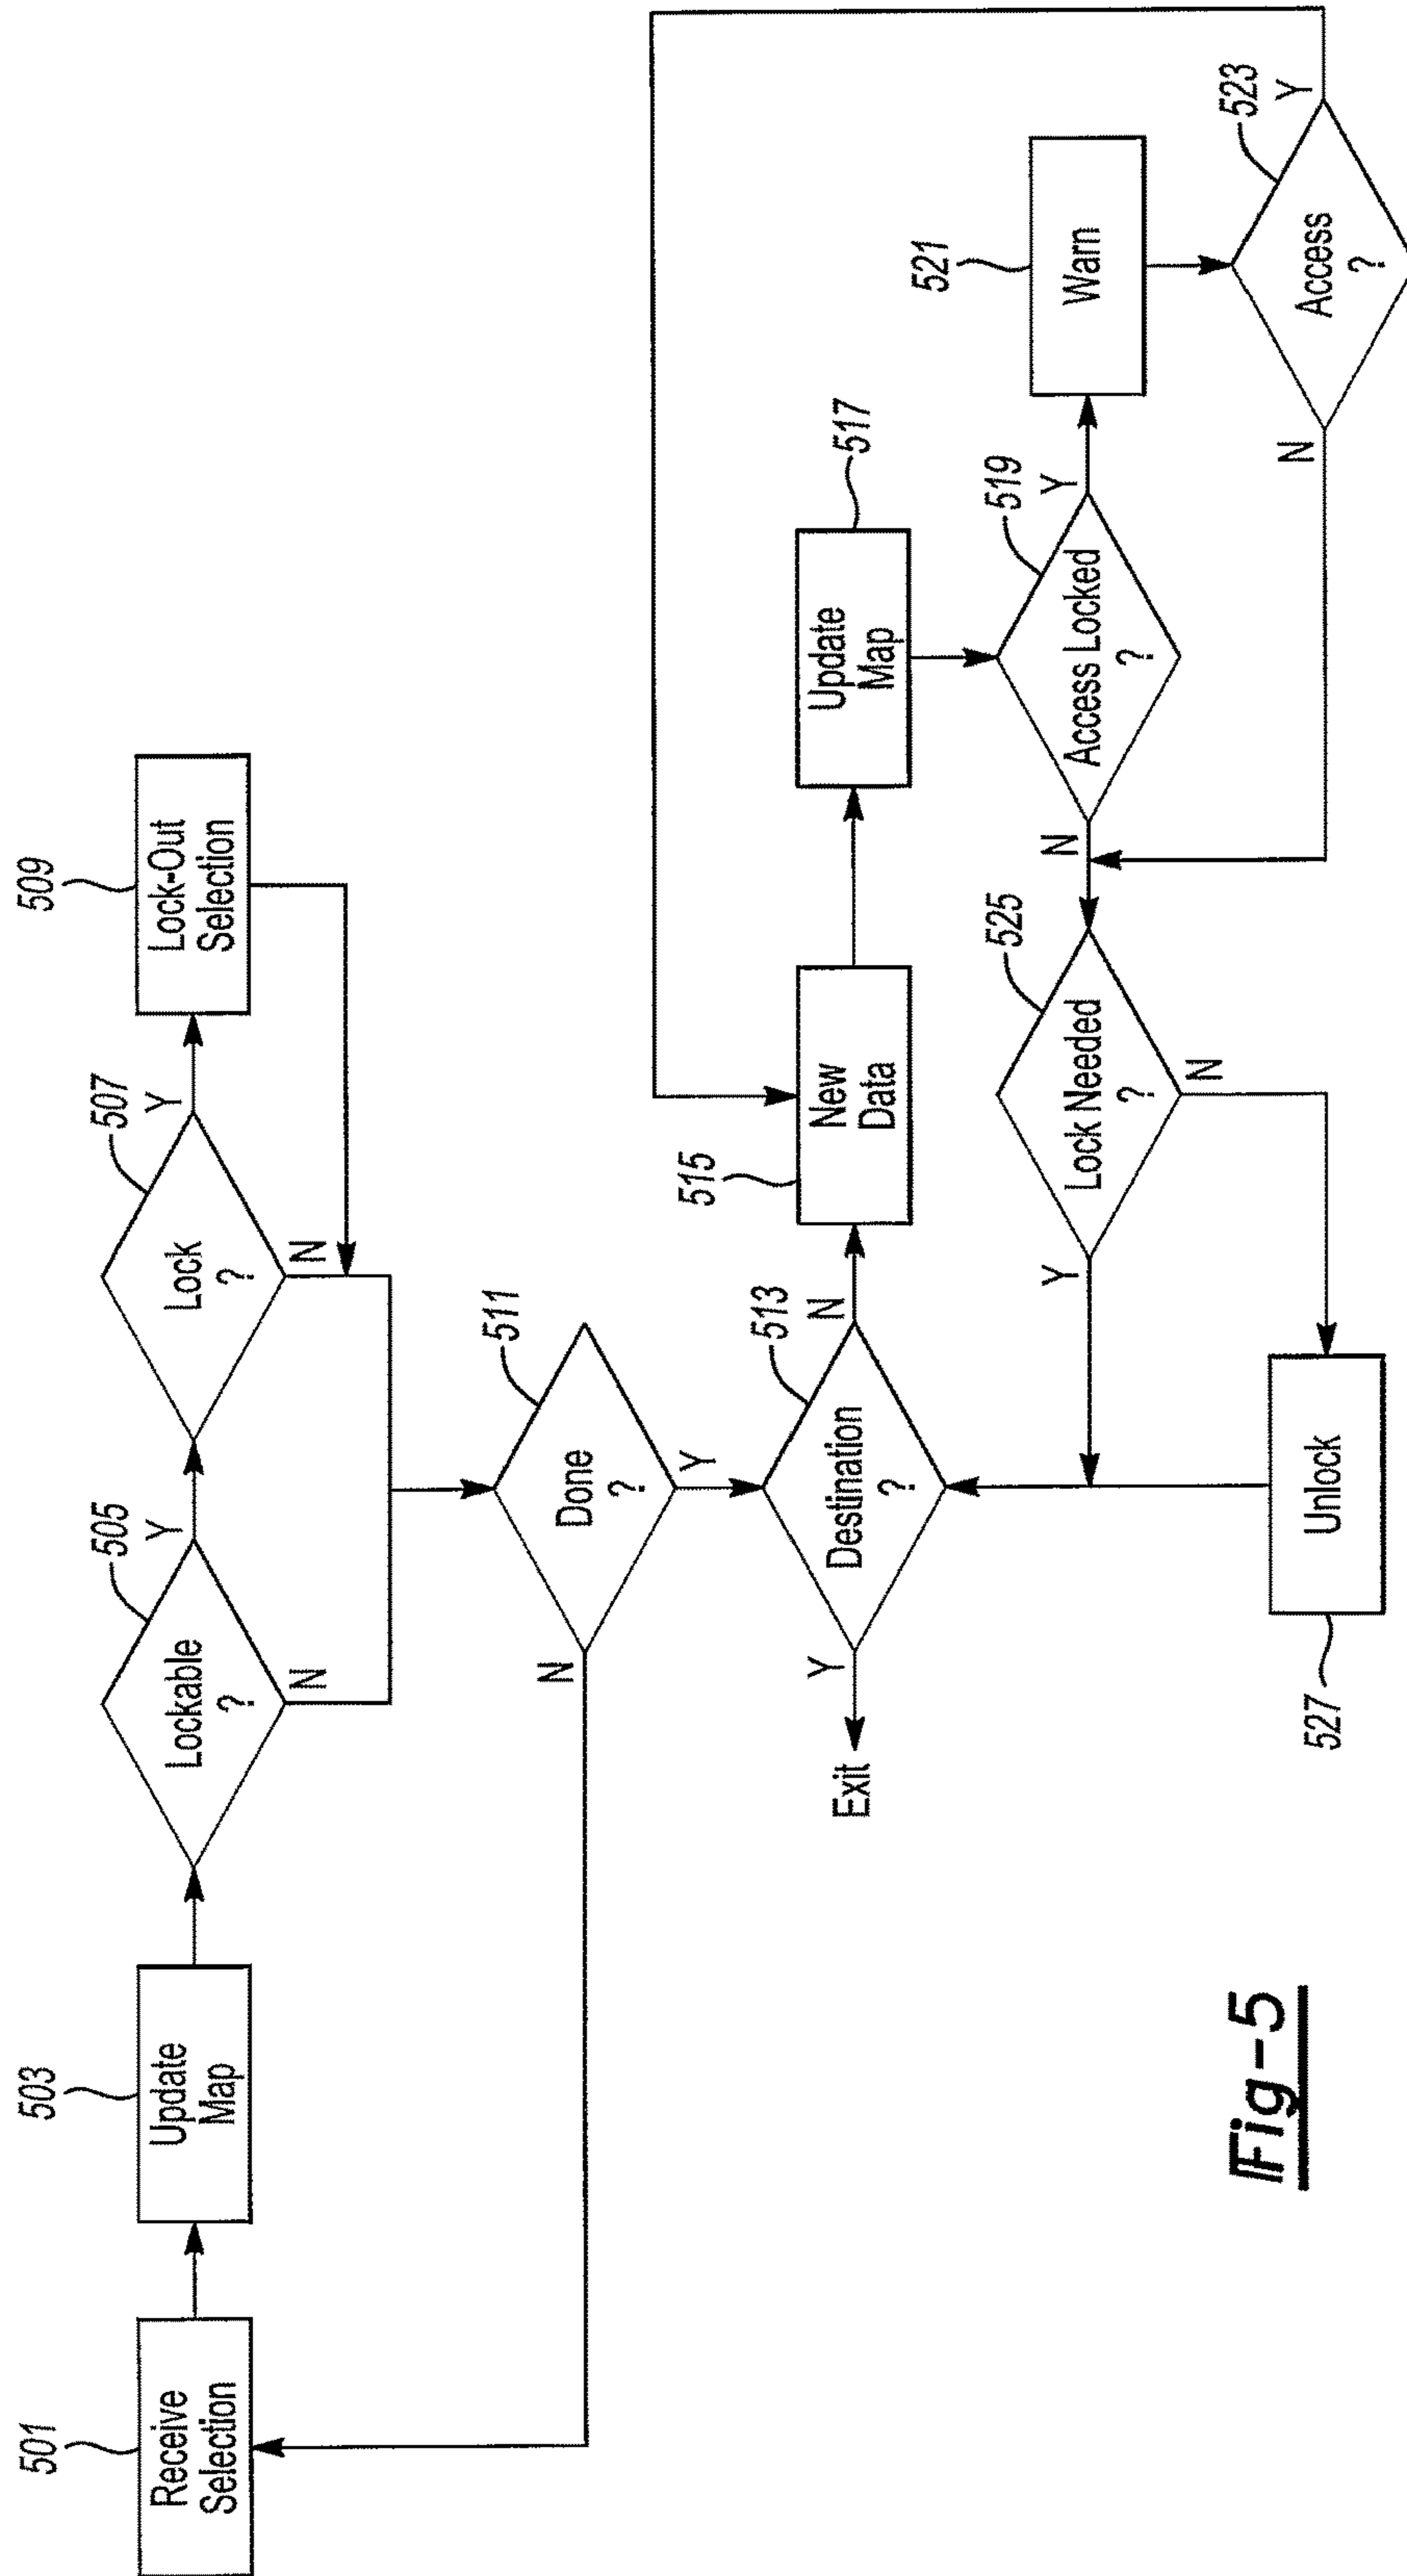 501
Receive
Selection
503
Update
Map
505
Lockable
?
Y
N
507
Lock
?
Y
N
509
Lock-Out
Selection
511
Done
?
N
Y
513
Destination
?
Y
N
Exit
515
New
Data
517
Update
Map
519
Access Locked
?
Y
N
521
Warn
523
Access
?
Y
N
525
Lock Needed
?
Y
N
527
Unlock
Fig-5